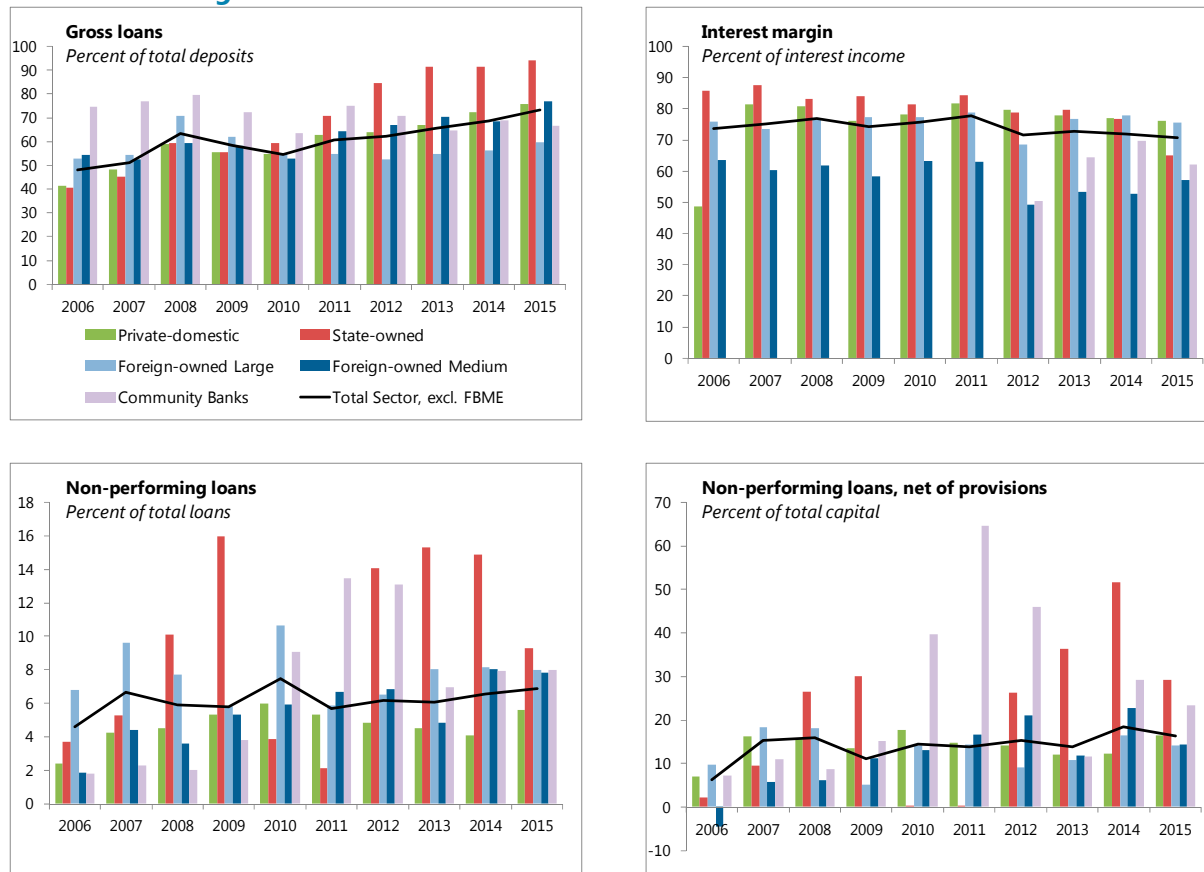 Gross loans
Percent of total deposits
100
90
80
70
60
50
40
30
20
10
0
2006 2007 2008 2009 2010 2011 2012 2013 2014 2015
Private-domestic State-owned
Foreign-owned Large Foreign-owned Medium
Community Banks Total Sector, excl. FBME
Interest margin
Percent of interest income
100
90
80
70
60
50
40
30
20
10
0
2006 2007 2008 2009 2010 2011 2012 2013 2014 2015
Non-performing loans
Percent of total loans
18
16
14
12
10
8
6
4
2
0
2006 2007 2008 2009 2010 2011 2012 2013 2014 2015
Non-performing loans, net of provisions
Percent of total capital
70
60
50
40
30
20
10
0
-10
2006 2007 2008 2009 2010 2011 2012 2013 2014 2015